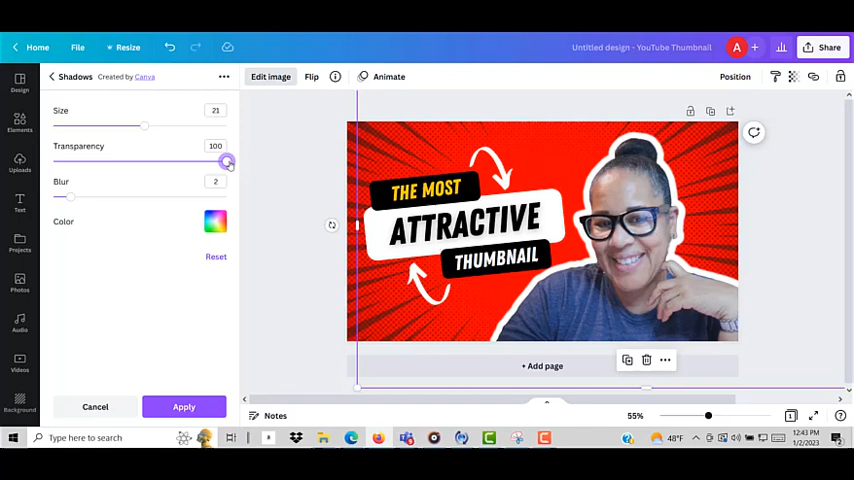 Home File Resize Untitled design - YouTube Thumbnail A + Share
Shadows Created by Canva ... Edit image Flip Animate Position
Design
Elements
Uploads
Text
Projects
Photos
Audio
Videos
Background
Size 21
Transparency 100
Blur 2
Color
Reset
Cancel Apply
THE MOST
ATTRACTIVE
THUMBNAIL
+ Add page
Notes 55% 1
Type here to search 48°F 12:43 PM
1/2/2023